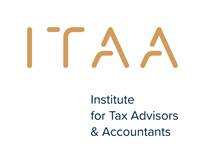 ITAA
Institute
for Tax Advisors
& Accountants